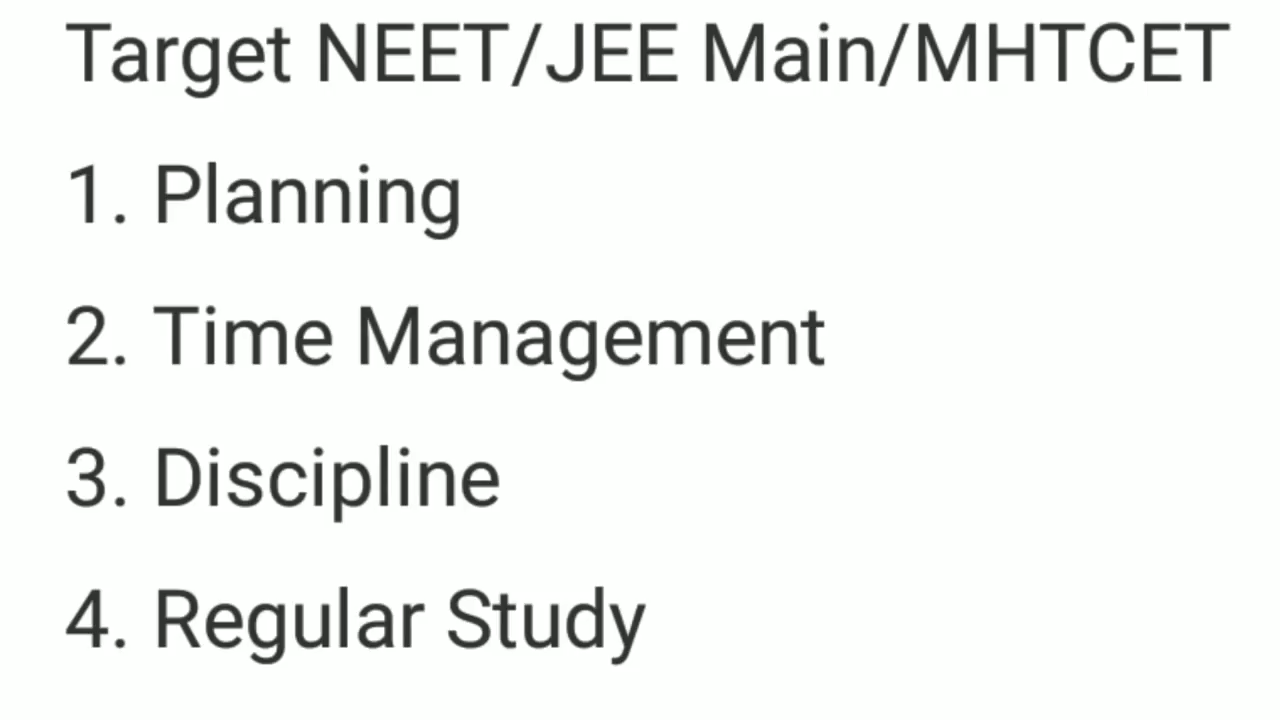 Target NEET/JEE Main/MHTCET
1. Planning
2. Time Management
3. Discipline
4. Regular Study